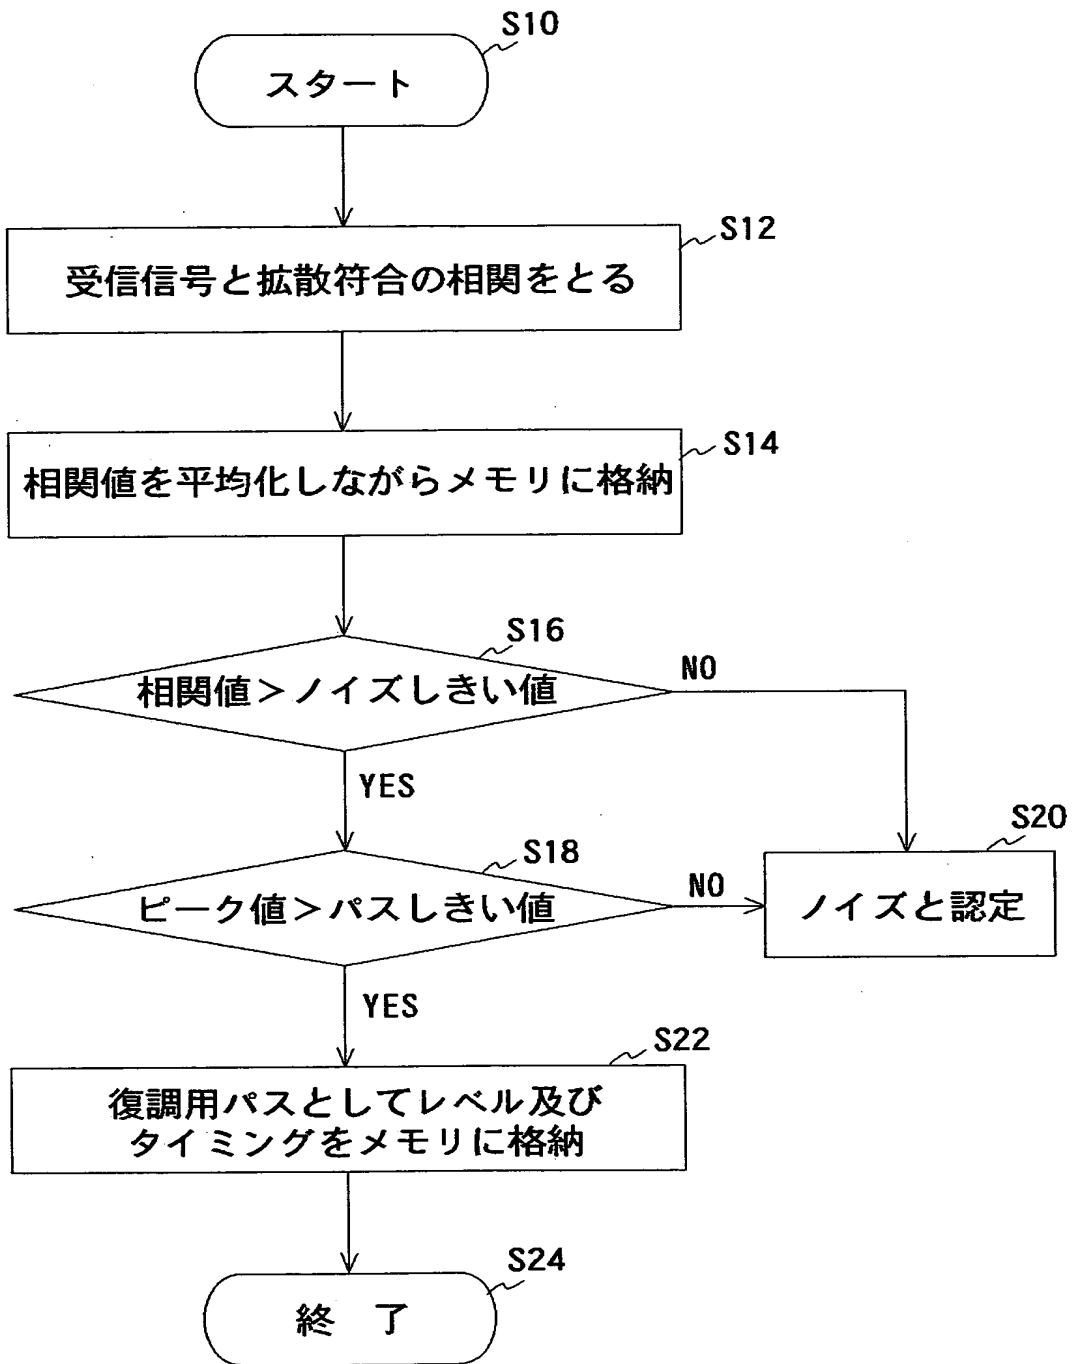 S10
スタート
S12
受信信号と拡散符合の相関をとる
S14
相関値を平均化しながらメモリに格納
S16
相関値＞ノイズしきい値
NO
YES
S18
ピーク値＞パスしきい値
NO
S20
ノイズと認定
YES
S22
復調用パスとしてレベル及び
タイミングをメモリに格納
S24
終 了